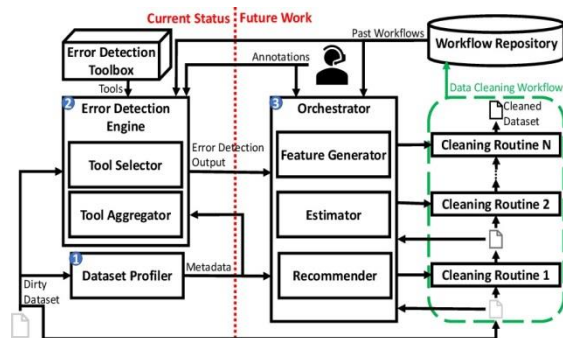 Current Status
Future Work
Past Workflows
Workflow Repository
Error Detection
Toolbox
Annotations
Tools
Data Cleaning Workflow
2
Error Detection
Engine
3
Orchestrator
Cleaned
Dataset
Tool Selector
Error Detection
Output
Feature Generator
Cleaning Routine N
Tool Aggregator
Estimator
Cleaning Routine 2
1
Dataset Profiler
Metadata
Recommender
Cleaning Routine 1
Dirty
Dataset